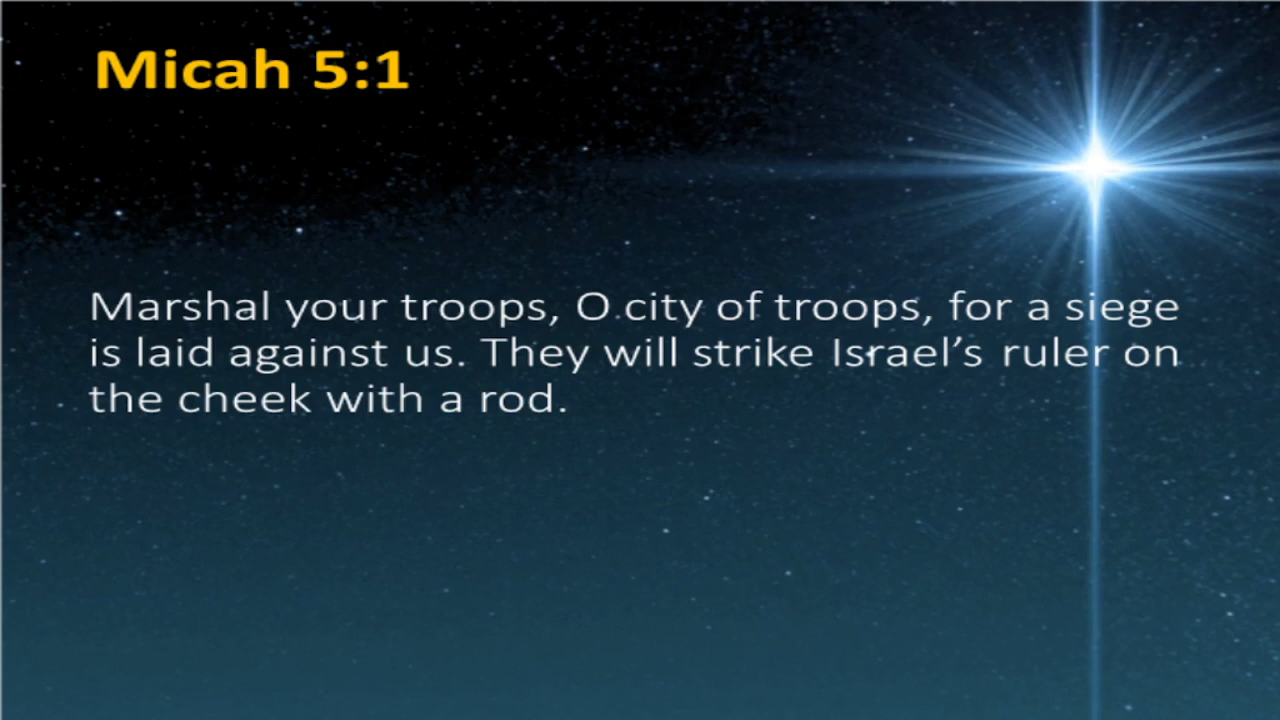 Micah 5:1
Marshal your troops, O city of troops, for a siege
is laid against us. They will strike Israel’s ruler on
the cheek with a rod.